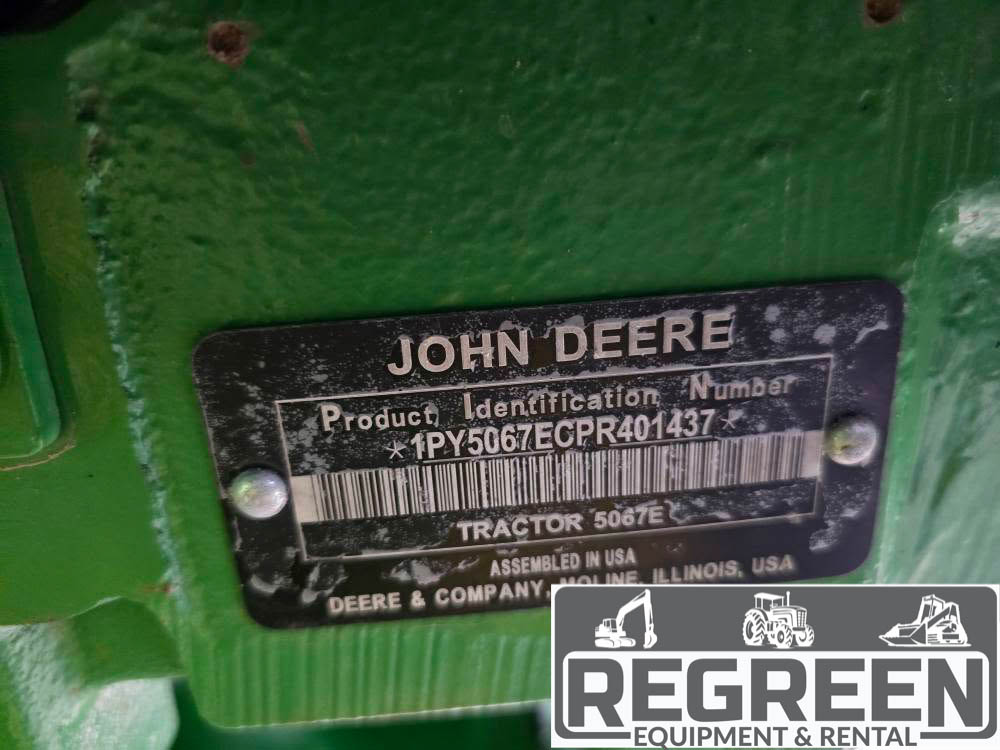 JOHN DEERE
Product Identification Number
*1PY5067ECPR401437*
TRACTOR 5067E
ASSEMBLED IN USA
DEERE & COMPANY, MOLINE, ILLINOIS, USA
REGREEN
EQUIPMENT & RENTAL